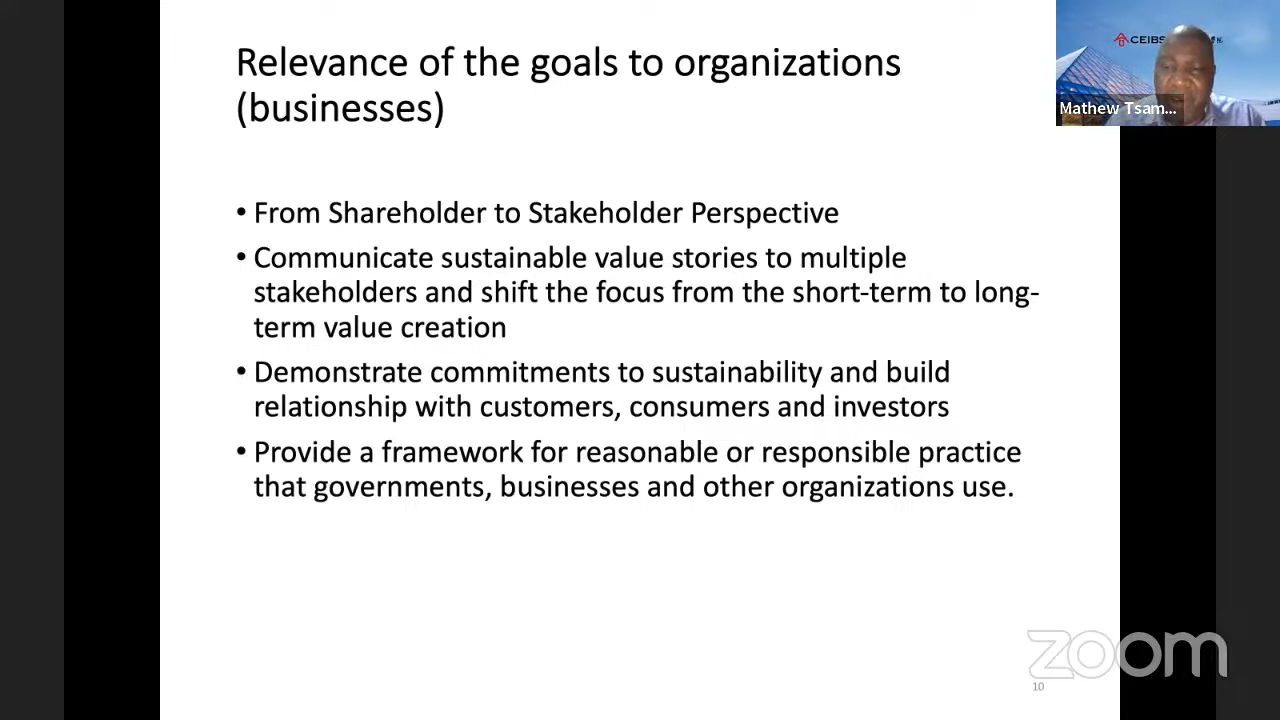 Relevance of the goals to organizations
(businesses)
CEIBS
Mathew Tsam...
• From Shareholder to Stakeholder Perspective
• Communicate sustainable value stories to multiple
stakeholders and shift the focus from the short-term to long-
term value creation
• Demonstrate commitments to sustainability and build
relationship with customers, consumers and investors
• Provide a framework for reasonable or responsible practice
that governments, businesses and other organizations use.
zoom
10